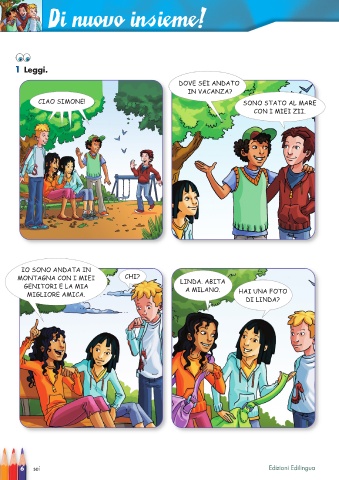 Di nuovo insieme!
1 Leggi.
CIAO SIMONE!
DOVE SEI ANDATO
IN VACANZA?
SONO STATO AL MARE
CON I MIEI ZII.
IO SONO ANDATA IN
MONTAGNA CON I MIEI
GENITORI E LA MIA
MIGLIORE AMICA.
CHI?
LINDA. ABITA
A MILANO.
HAI UNA FOTO
DI LINDA?
6 sei
Edizioni Edilingua